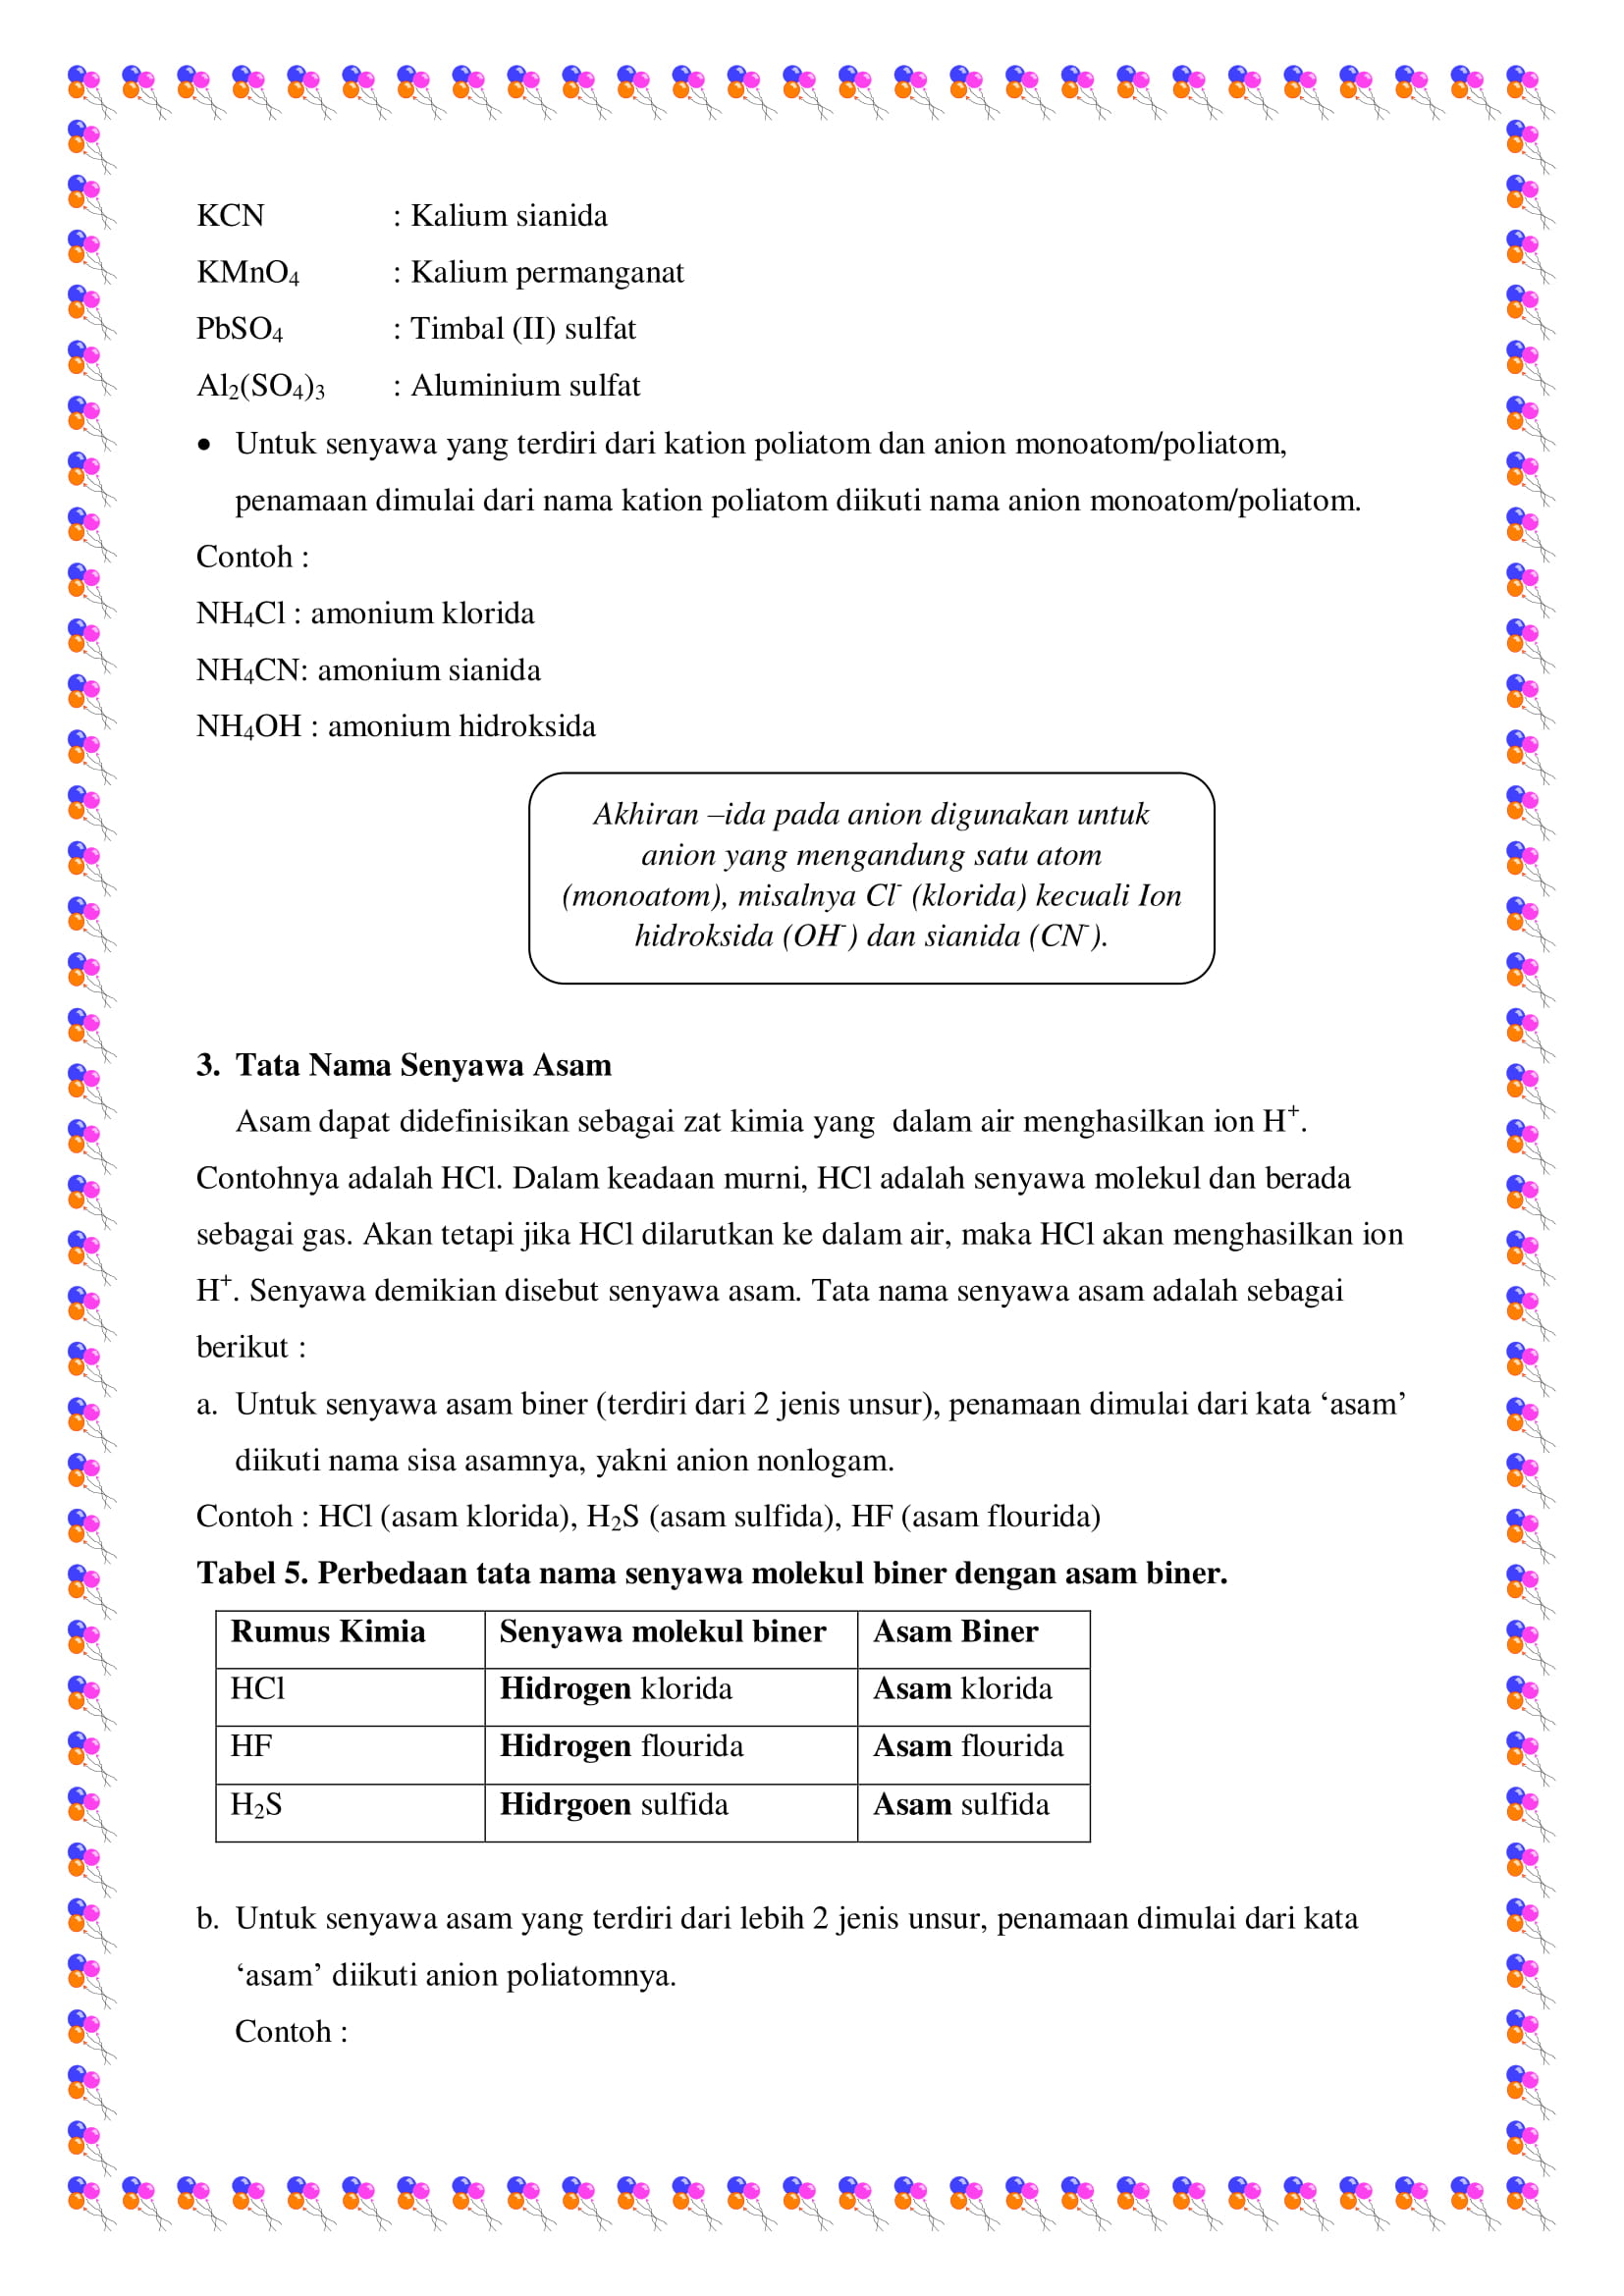 KCN : Kalium sianida
KMnO₄ : Kalium permanganat
PbSO₄ : Timbal (II) sulfat
Al₂(SO₄)₃ : Aluminium sulfat
• Untuk senyawa yang terdiri dari kation poliatom dan anion monoatom/poliatom,
penamaan dimulai dari nama kation poliatom diikuti nama anion monoatom/poliatom.
Contoh :
NH₄Cl : amonium klorida
NH₄CN: amonium sianida
NH₄OH : amonium hidroksida
Akhiran –ida pada anion digunakan untuk
anion yang mengandung satu atom
(monoatom), misalnya Cl⁻ (klorida) kecuali Ion
hidroksida (OH⁻) dan sianida (CN⁻).
3. Tata Nama Senyawa Asam
Asam dapat didefinisikan sebagai zat kimia yang  dalam air menghasilkan ion H⁺.
Contohnya adalah HCl. Dalam keadaan murni, HCl adalah senyawa molekul dan berada
sebagai gas. Akan tetapi jika HCl dilarutkan ke dalam air, maka HCl akan menghasilkan ion
H⁺. Senyawa demikian disebut senyawa asam. Tata nama senyawa asam adalah sebagai
berikut :
a. Untuk senyawa asam biner (terdiri dari 2 jenis unsur), penamaan dimulai dari kata ‘asam’
diikuti nama sisa asamnya, yakni anion nonlogam.
Contoh : HCl (asam klorida), H₂S (asam sulfida), HF (asam flourida)
Tabel 5. Perbedaan tata nama senyawa molekul biner dengan asam biner.
Rumus Kimia Senyawa molekul biner Asam Biner
HCl Hidrogen klorida Asam klorida
HF Hidrogen flourida Asam flourida
H₂S Hidrgoen sulfida Asam sulfida
b. Untuk senyawa asam yang terdiri dari lebih 2 jenis unsur, penamaan dimulai dari kata
‘asam’ diikuti anion poliatomnya.
Contoh :